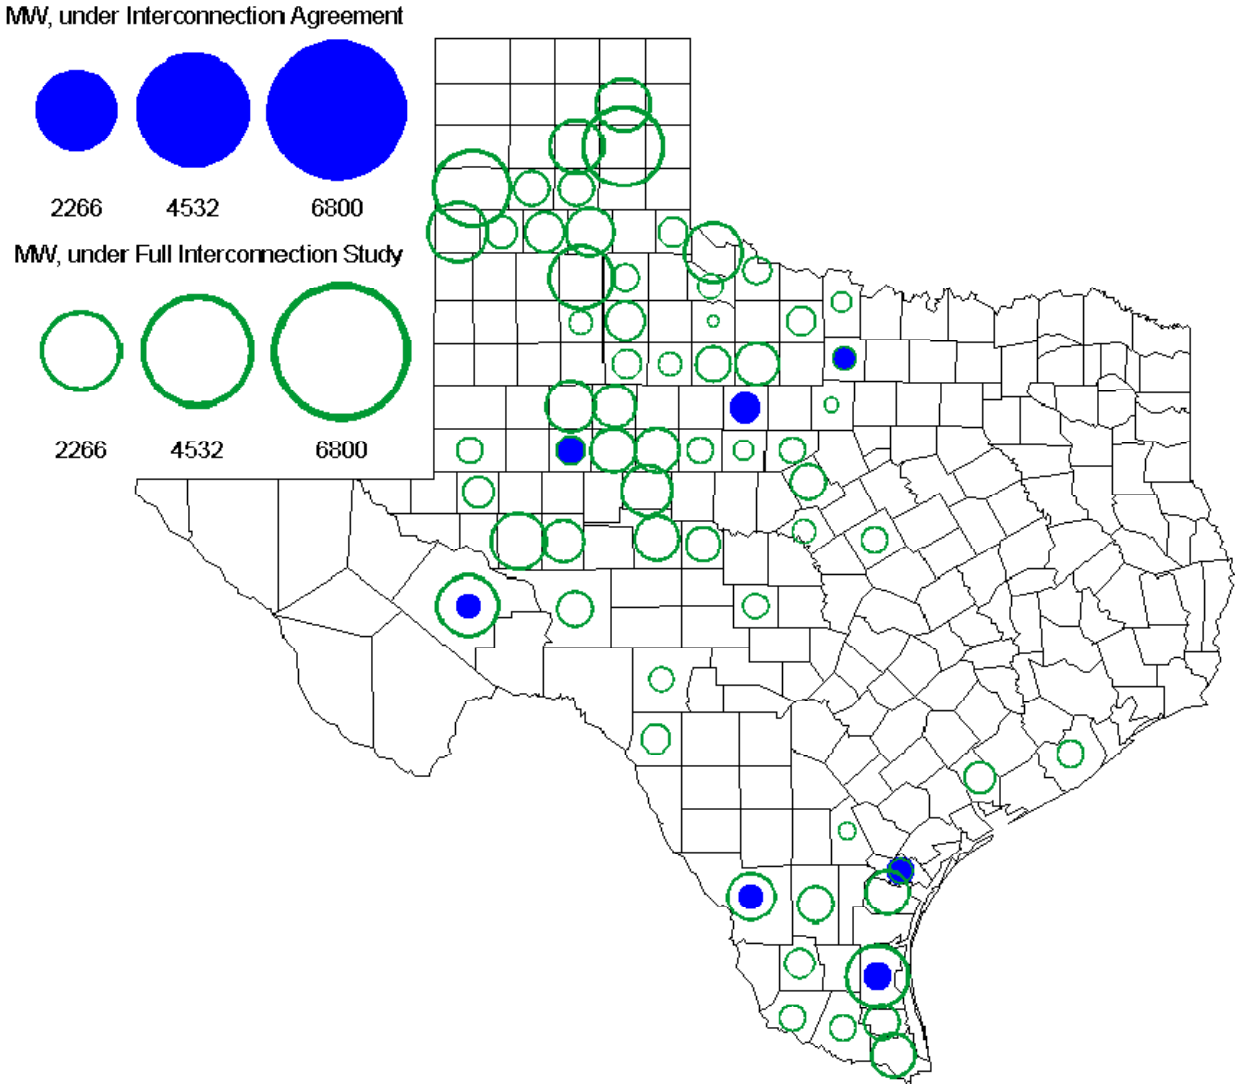 MW, under Interconnection Agreement
2266 4532 6800
MW, under Full Interconnection Study
2266 4532 6800